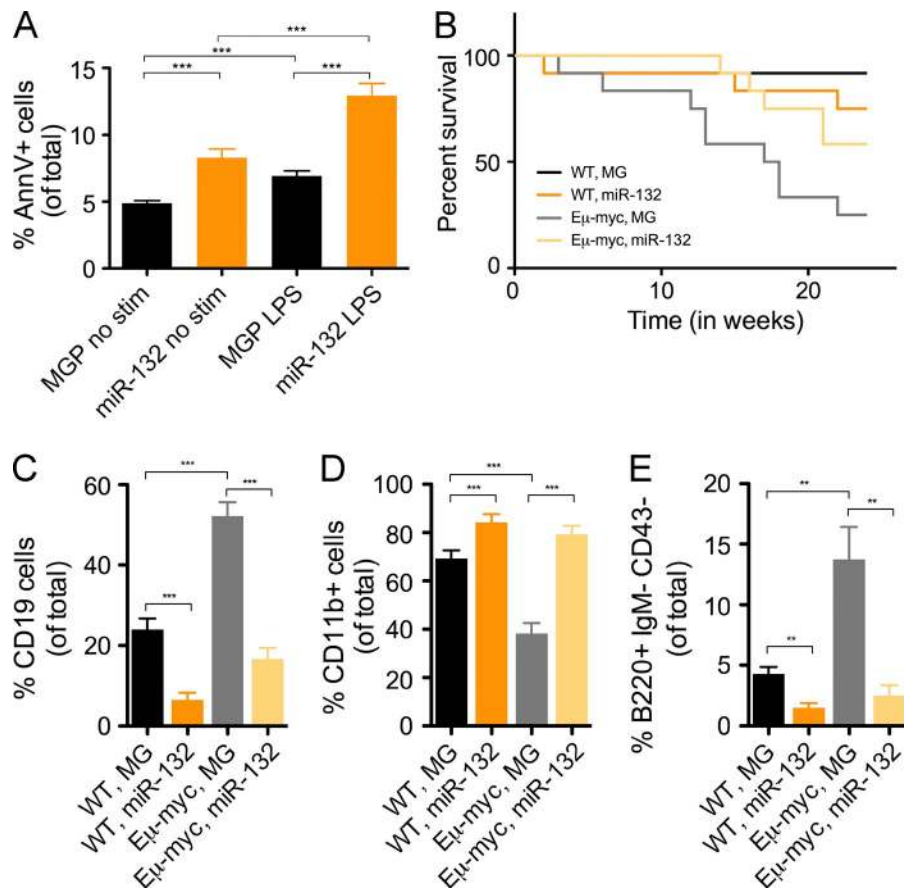 A
% AnnV+ cells
(of total)
15
10
5
0
***
***
***
***
MGP no stim
miR-132 no stim
MGP LPS
miR-132 LPS
B
Percent survival
100
50
0
WT, MG
WT, miR-132
Eμ-myc, MG
Eμ-myc, miR-132
0
10
20
Time (in weeks)
C
% CD19 cells
(of total)
60
40
20
0
***
***
***
WT, MG
WT, miR-132
Eμ-myc, MG
Eμ-myc, miR-132
D
% CD11b+ cells
(of total)
100
80
60
40
20
0
***
***
***
WT, MG
WT, miR-132
Eμ-myc, MG
Eμ-myc, miR-132
E
% B220+ IgM- CD43-
(of total)
20
15
10
5
0
**
**
**
WT, MG
WT, miR-132
Eμ-myc, MG
Eμ-myc, miR-132